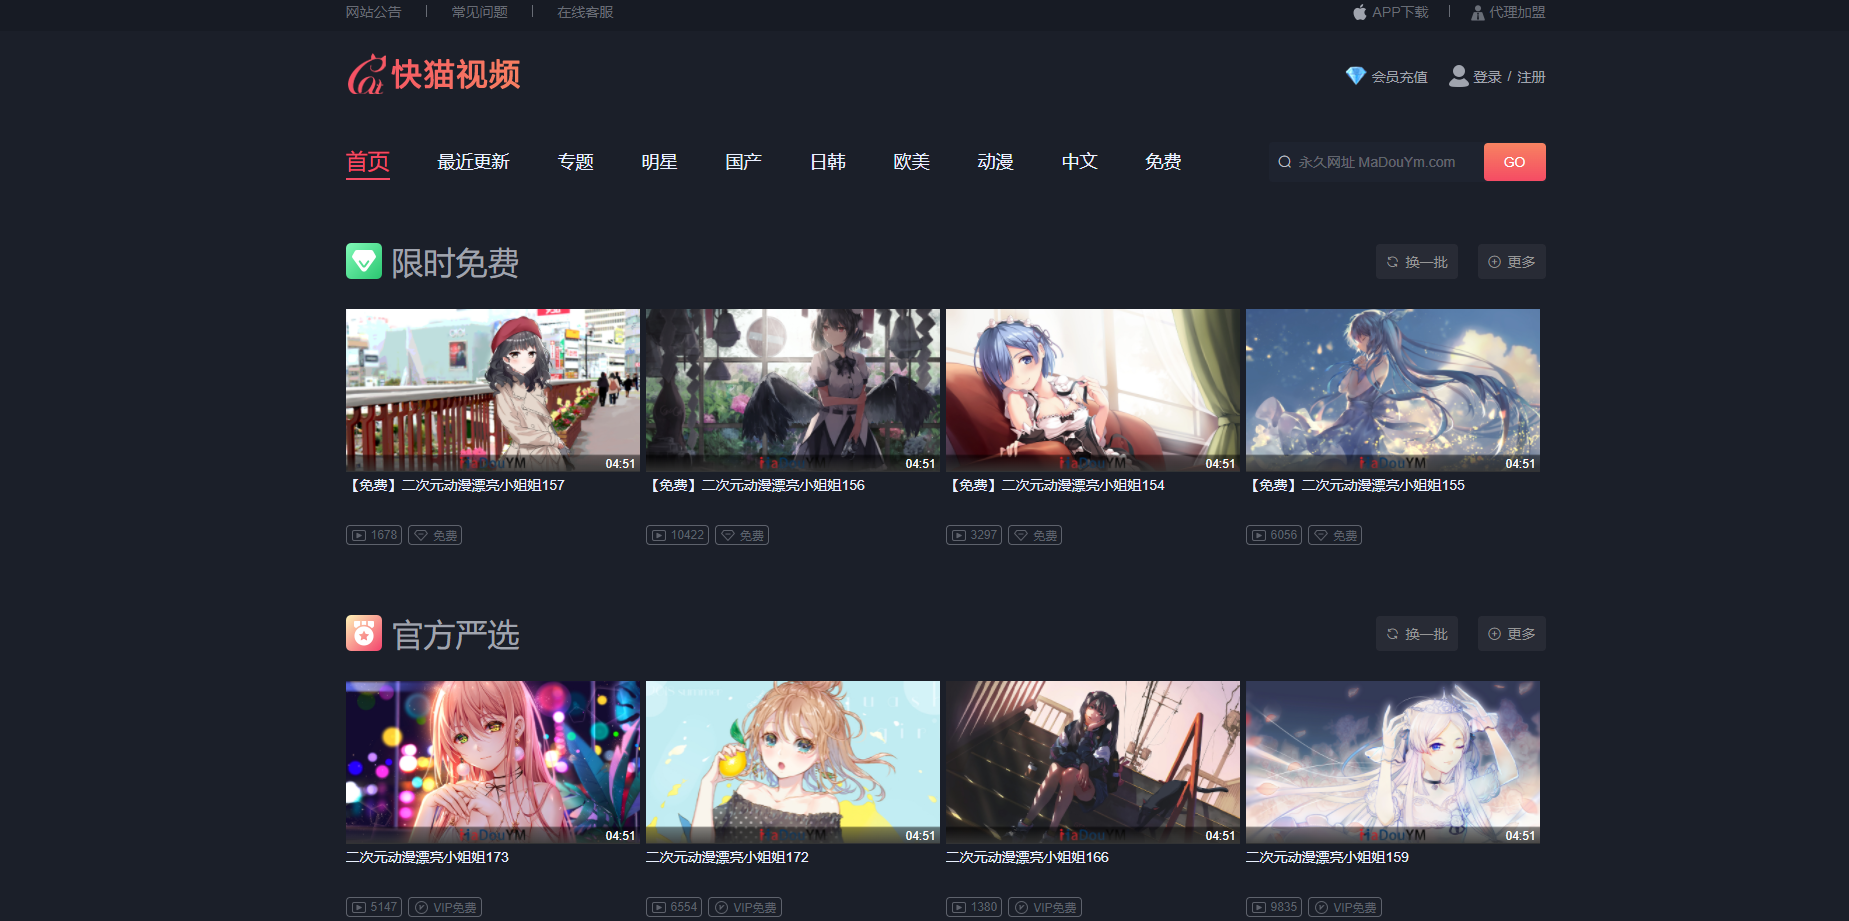 网站公告 | 常见问题 | 在线客服 APP下载 | 代理加盟
Cat 快猫视频 会员充值 登录 / 注册
首页 最近更新 专题 明星 国产 日韩 欧美 动漫 中文 免费 永久网址 MaDouYm.com GO
限时免费 换一批 更多
MaDouYM 04:51 MaDouYM 04:51 MaDouYM 04:51 MaDouYM 04:51
【免费】二次元动漫漂亮小姐姐157 【免费】二次元动漫漂亮小姐姐156 【免费】二次元动漫漂亮小姐姐154 【免费】二次元动漫漂亮小姐姐155
1678 免费 10422 免费 3297 免费 6056 免费
官方严选 换一批 更多
MaDouYM 04:51 MaDouYM 04:51 MaDouYM 04:51 MaDouYM 04:51
二次元动漫漂亮小姐姐173 二次元动漫漂亮小姐姐172 二次元动漫漂亮小姐姐166 二次元动漫漂亮小姐姐159
5147 VIP免费 6554 VIP免费 1380 VIP免费 9835 VIP免费